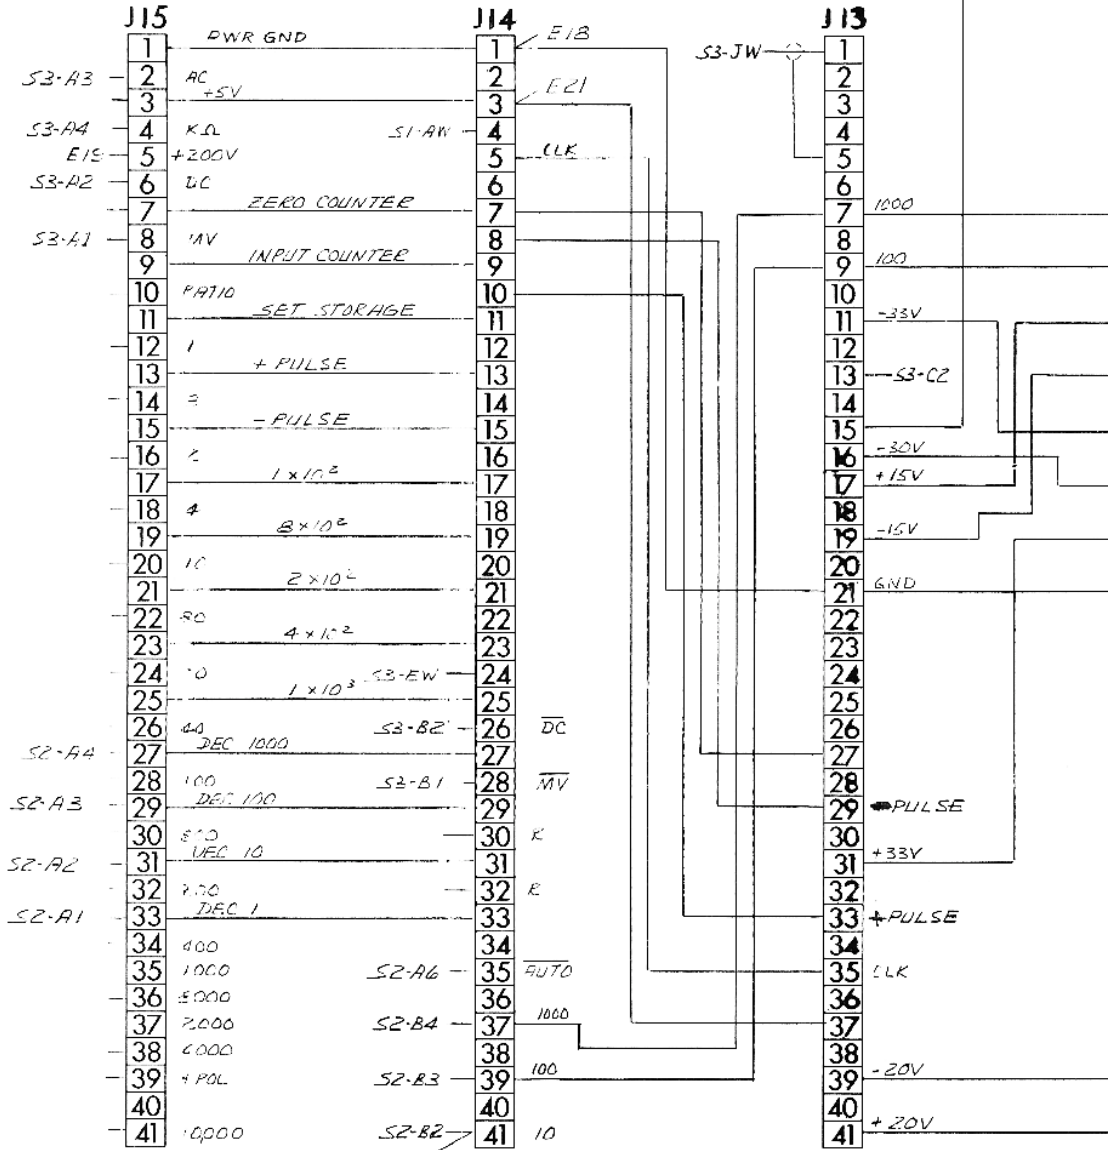 J15 J14 J13
1 PWR GND 1 E18 S3-JW 1
S3-A3 2 AC 2 2
3 +5V 3 E21 3
S3-A4 4 KΩ S1-AW 4 4
5 +200V 5 CLK 5
S3-A2 6 DC 6 6
7 ZERO COUNTER 7 7 1000
S3-A1 8 8 8
9 INPUT COUNTER 9 9 100
10 RATIO 10 10
11 SET STORAGE 11 11 -33V
12 1 12 12
13 + PULSE 13 13 S3-C2
14 14 14
15 - PULSE 15 15
16 16 16 -30V
17 1 x 10² 17 17 +15V
18 4 18 18
19 8 x 10² 19 19 -15V
20 10 20 20
21 2 x 10² 21 21 GND
22 22 22
23 4 x 10² 23 23
24 S3-EW 24 24
25 1 x 10³ 25 25
26 S3-B2 26 D̅C̅ 26
S2-A4 27 DEC 1000 27 27
28 100 S3-B1 28 M̅V̅ 28
S2-A3 29 DEC 100 29 29 PULSE
30 30 K 30
S2-A2 31 DEC 10 31 31 +33V
32 32 32
S2-A1 33 DEC 1 33 33 +PULSE
34 400 34 34
35 1000 S2-A6 35 A̅U̅T̅O̅ 35 CLK
36 36 36
37 2000 S2-B4 37 1000 37
38 38 38
39 + POL S2-B3 39 100 39 -20V
40 40 40
41 10,000 S2-B2 41 10 41 +20V